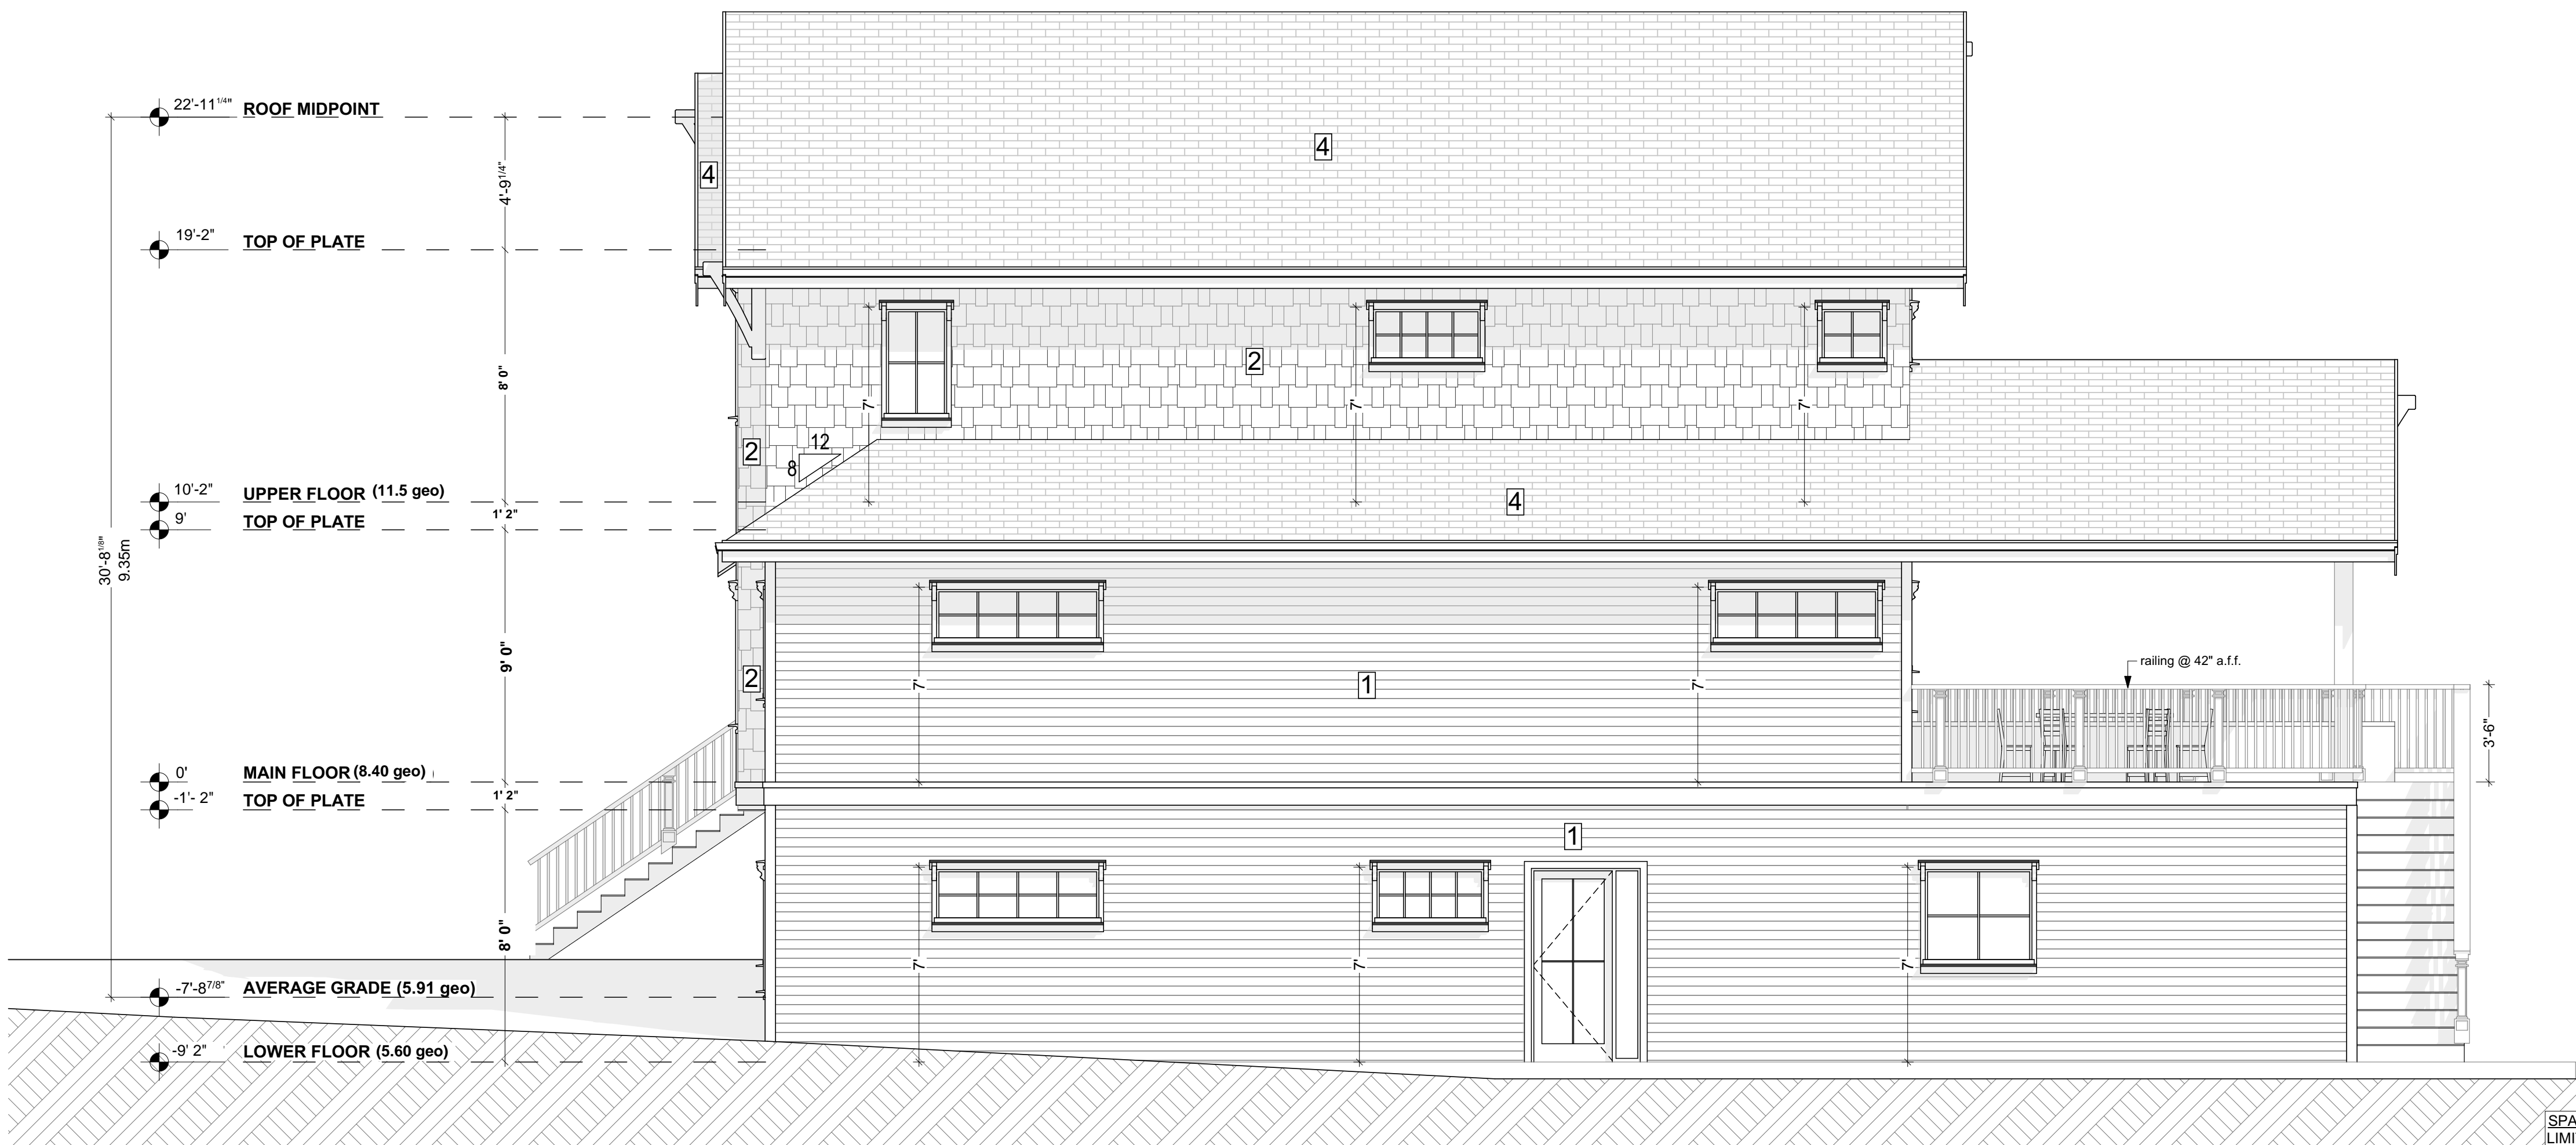 22'-11 1/4" ROOF MIDPOINT
4
4
4'-9 1/4"
19'-2" TOP OF PLATE
2
8' 0"
7'
7'
7'
12
8
2
10'-2" UPPER FLOOR (11.5 geo)
4
1' 2"
9' TOP OF PLATE
30'-8 1/8"
9.35m
9' 0"
railing @ 42" a.f.f.
2
7'
1
7'
3'-6"
0' MAIN FLOOR (8.40 geo)
1' 2"
-1'- 2" TOP OF PLATE
1
8' 0"
7'
7'
7'
-7'-8 7/8" AVERAGE GRADE (5.91 geo)
-9' 2" LOWER FLOOR (5.60 geo)
SPA
LIMI